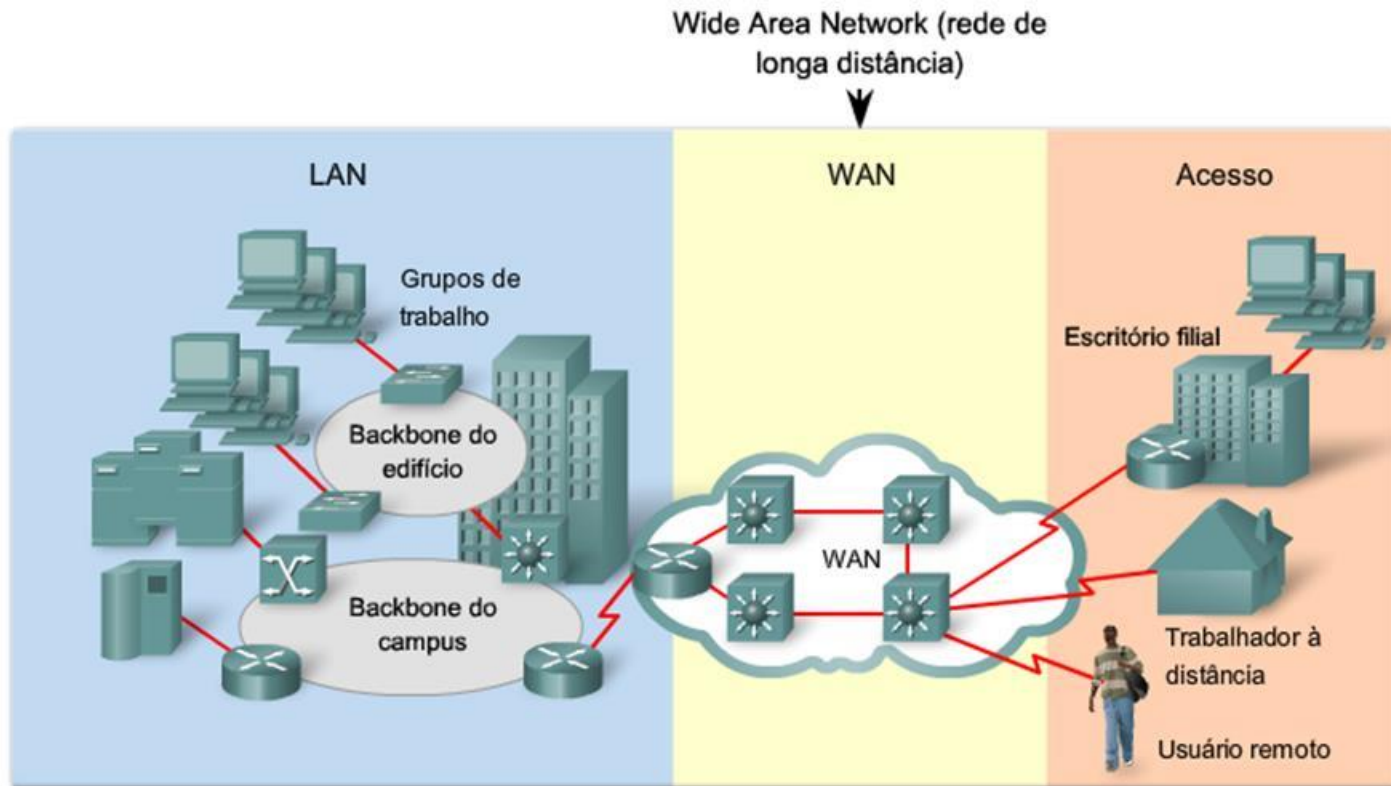 Wide Area Network (rede de
longa distância)
LAN
WAN
Acesso
Grupos de
trabalho
Escritório filial
Backbone do
edifício
WAN
Backbone do
campus
Trabalhador à
distância
Usuário remoto